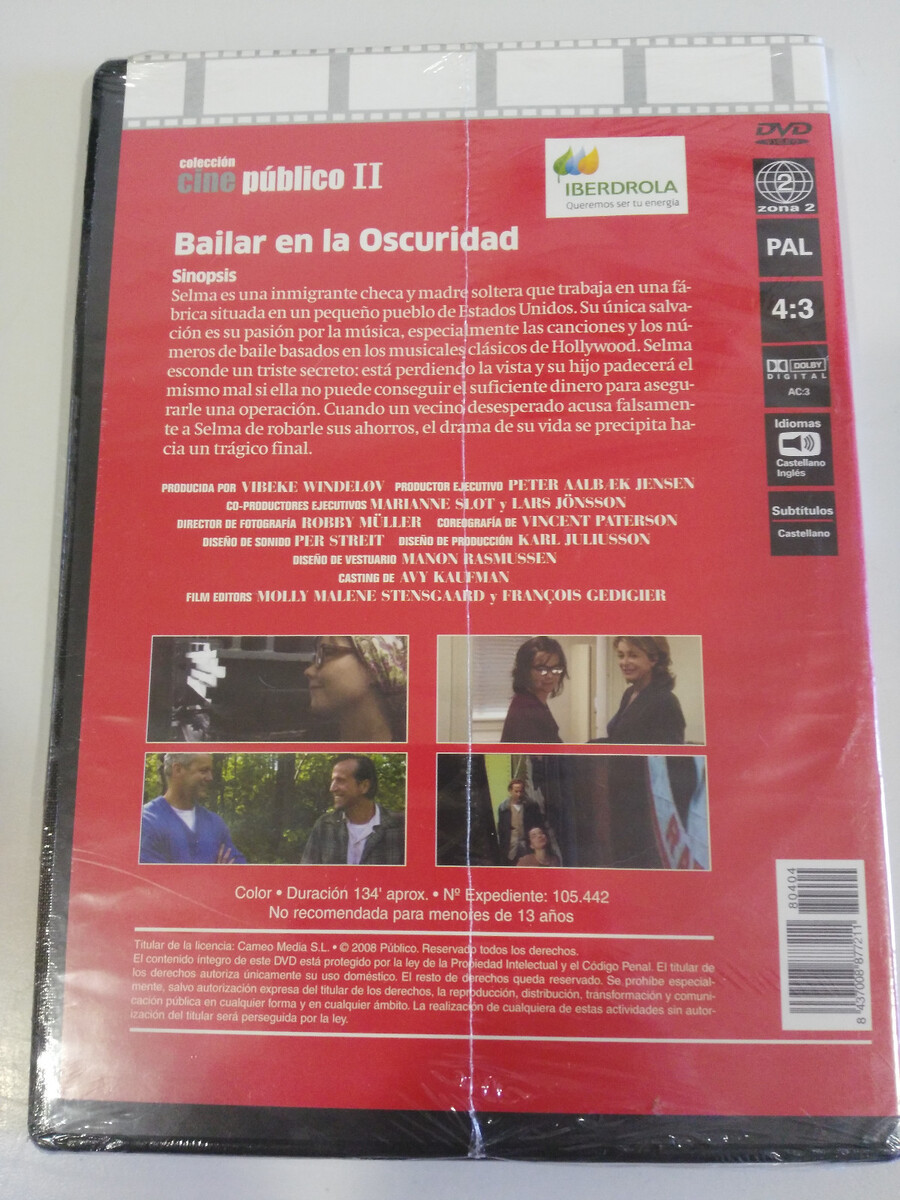 colección
cine público II
IBERDROLA
Queremos ser tu energía
DVD
VIDEO
2
zona 2
PAL
4:3
DOLBY
DIGITAL
AC:3
Idiomas
Castellano
Inglés
Subtítulos
Castellano
Bailar en la Oscuridad
Sinopsis
Selma es una inmigrante checa y madre soltera que trabaja en una fá-
brica situada en un pequeño pueblo de Estados Unidos. Su única salva-
ción es su pasión por la música, especialmente las canciones y los nú-
meros de baile basados en los musicales clásicos de Hollywood. Selma
esconde un triste secreto: está perdiendo la vista y su hijo padecerá el
mismo mal si ella no puede conseguir el suficiente dinero para asegu-
rarle una operación. Cuando un vecino desesperado acusa falsamen-
te a Selma de robarle sus ahorros, el drama de su vida se precipita ha-
cia un trágico final.
PRODUCIDA POR VIBEKE WINDELØV PRODUCTOR EJECUTIVO PETER AALBÆK JENSEN
CO-PRODUCTORES EJECUTIVOS MARIANNE SLOT y LARS JÖNSSON
DIRECTOR DE FOTOGRAFÍA ROBBY MÜLLER COREOGRAFÍA DE VINCENT PATERSON
DISEÑO DE SONIDO PER STREIT DISEÑO DE PRODUCCIÓN KARL JULIUSSON
DISEÑO DE VESTUARIO MANON RASMUSSEN
CASTING DE AVY KAUFMAN
FILM EDITORS MOLLY MALENE STENSGAARD y FRANÇOIS GEDIGIER
Color • Duración 134' aprox. • Nº Expediente: 105.442
No recomendada para menores de 13 años
Titular de la licencia: Cameo Media S.L. • © 2008 Público. Reservado todos los derechos.
El contenido íntegro de este DVD está protegido por la ley de la Propiedad Intelectual y el Código Penal. El titular de
los derechos autoriza únicamente su uso doméstico. El resto de derechos queda reservado. Se prohibe especial-
mente, salvo autorización expresa del titular de los derechos, la reproducción, distribución, transformación y comuni-
cación pública en cualquier forma y en cualquier ámbito. La realización de cualquiera de estas actividades sin autor-
ización del titular será perseguida por la ley.
80404
8 437008 877211